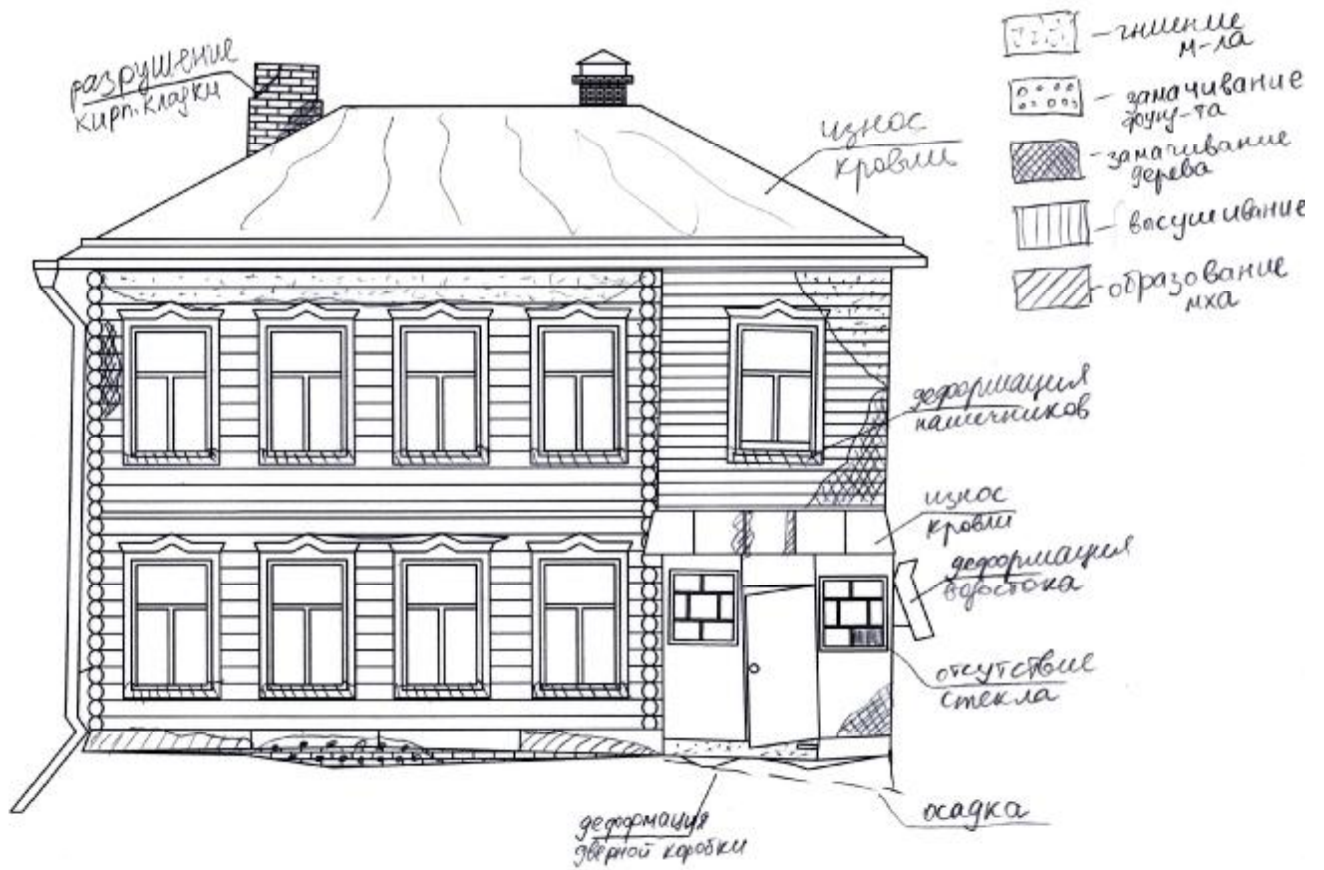 разрушение
кирп. кладки
износ
кровли
- гниение
м-ла
- замачивание
фунд-та
- замачивание
дерева
- высушивание
- образование
мха
деформация
наличников
износ
кровли
деформация
водостока
отсутствие
стекла
осадка
деформация
дверной коробки